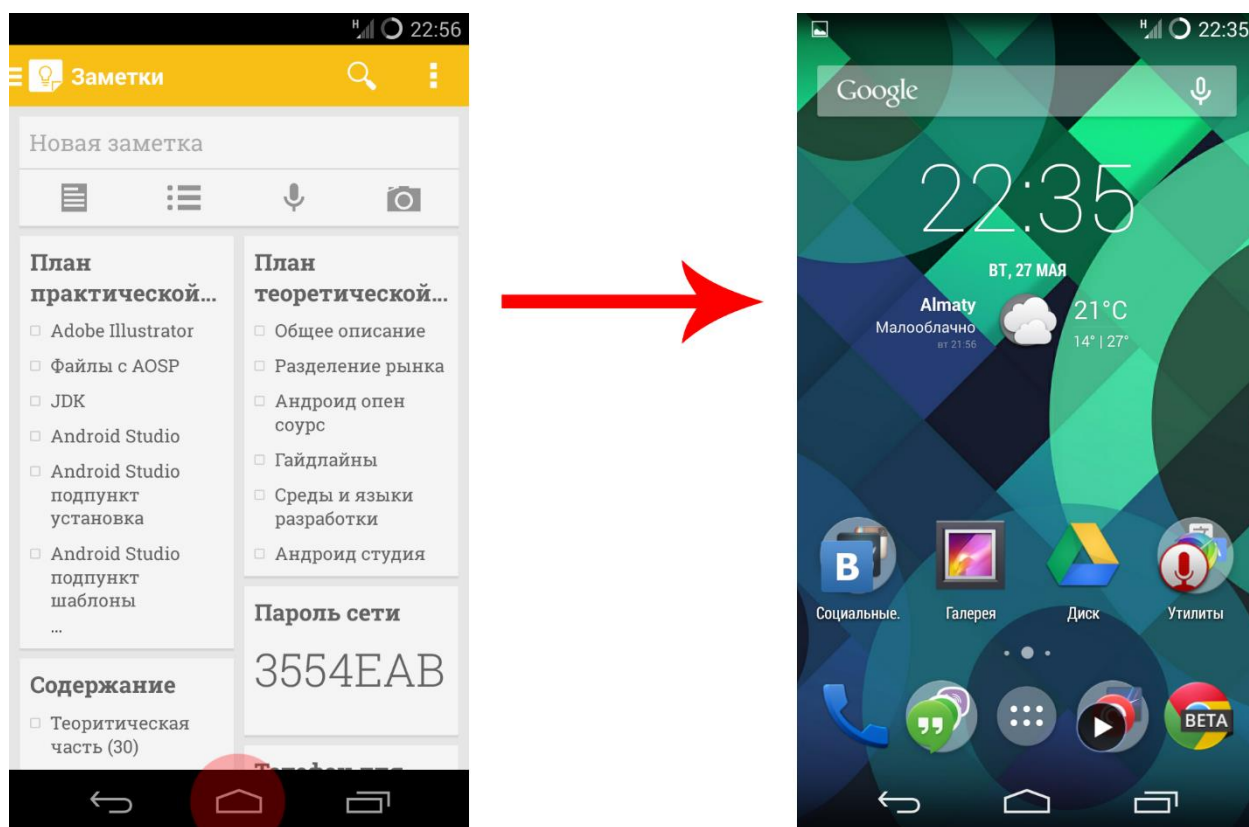 H 22:56
Заметки
Новая заметка
План
практической...
Adobe Illustrator
Файлы с AOSP
JDK
Android Studio
Android Studio
подпункт
установка
Android Studio
подпункт
шаблоны
...
Содержание
Теоритическая
часть (30)
План
теоретической...
Общее описание
Разделение рынка
Андроид опен
соурс
Гайдлайны
Среды и языки
разработки
Андроид студия
Пароль сети
3554EAB
H 22:35
Google
22:35
ВТ, 27 МАЯ
Almaty
Малооблачно
вт 21:56
21°C
14° | 27°
B
Социальные.
Галерея
Диск
Утилиты
BETA